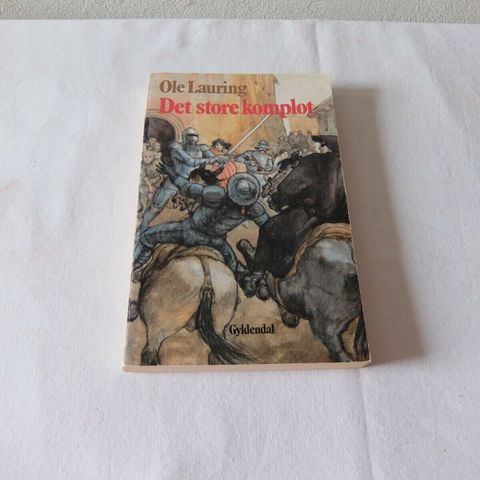 Ole Lauring
Det store komplot
Gyldendal